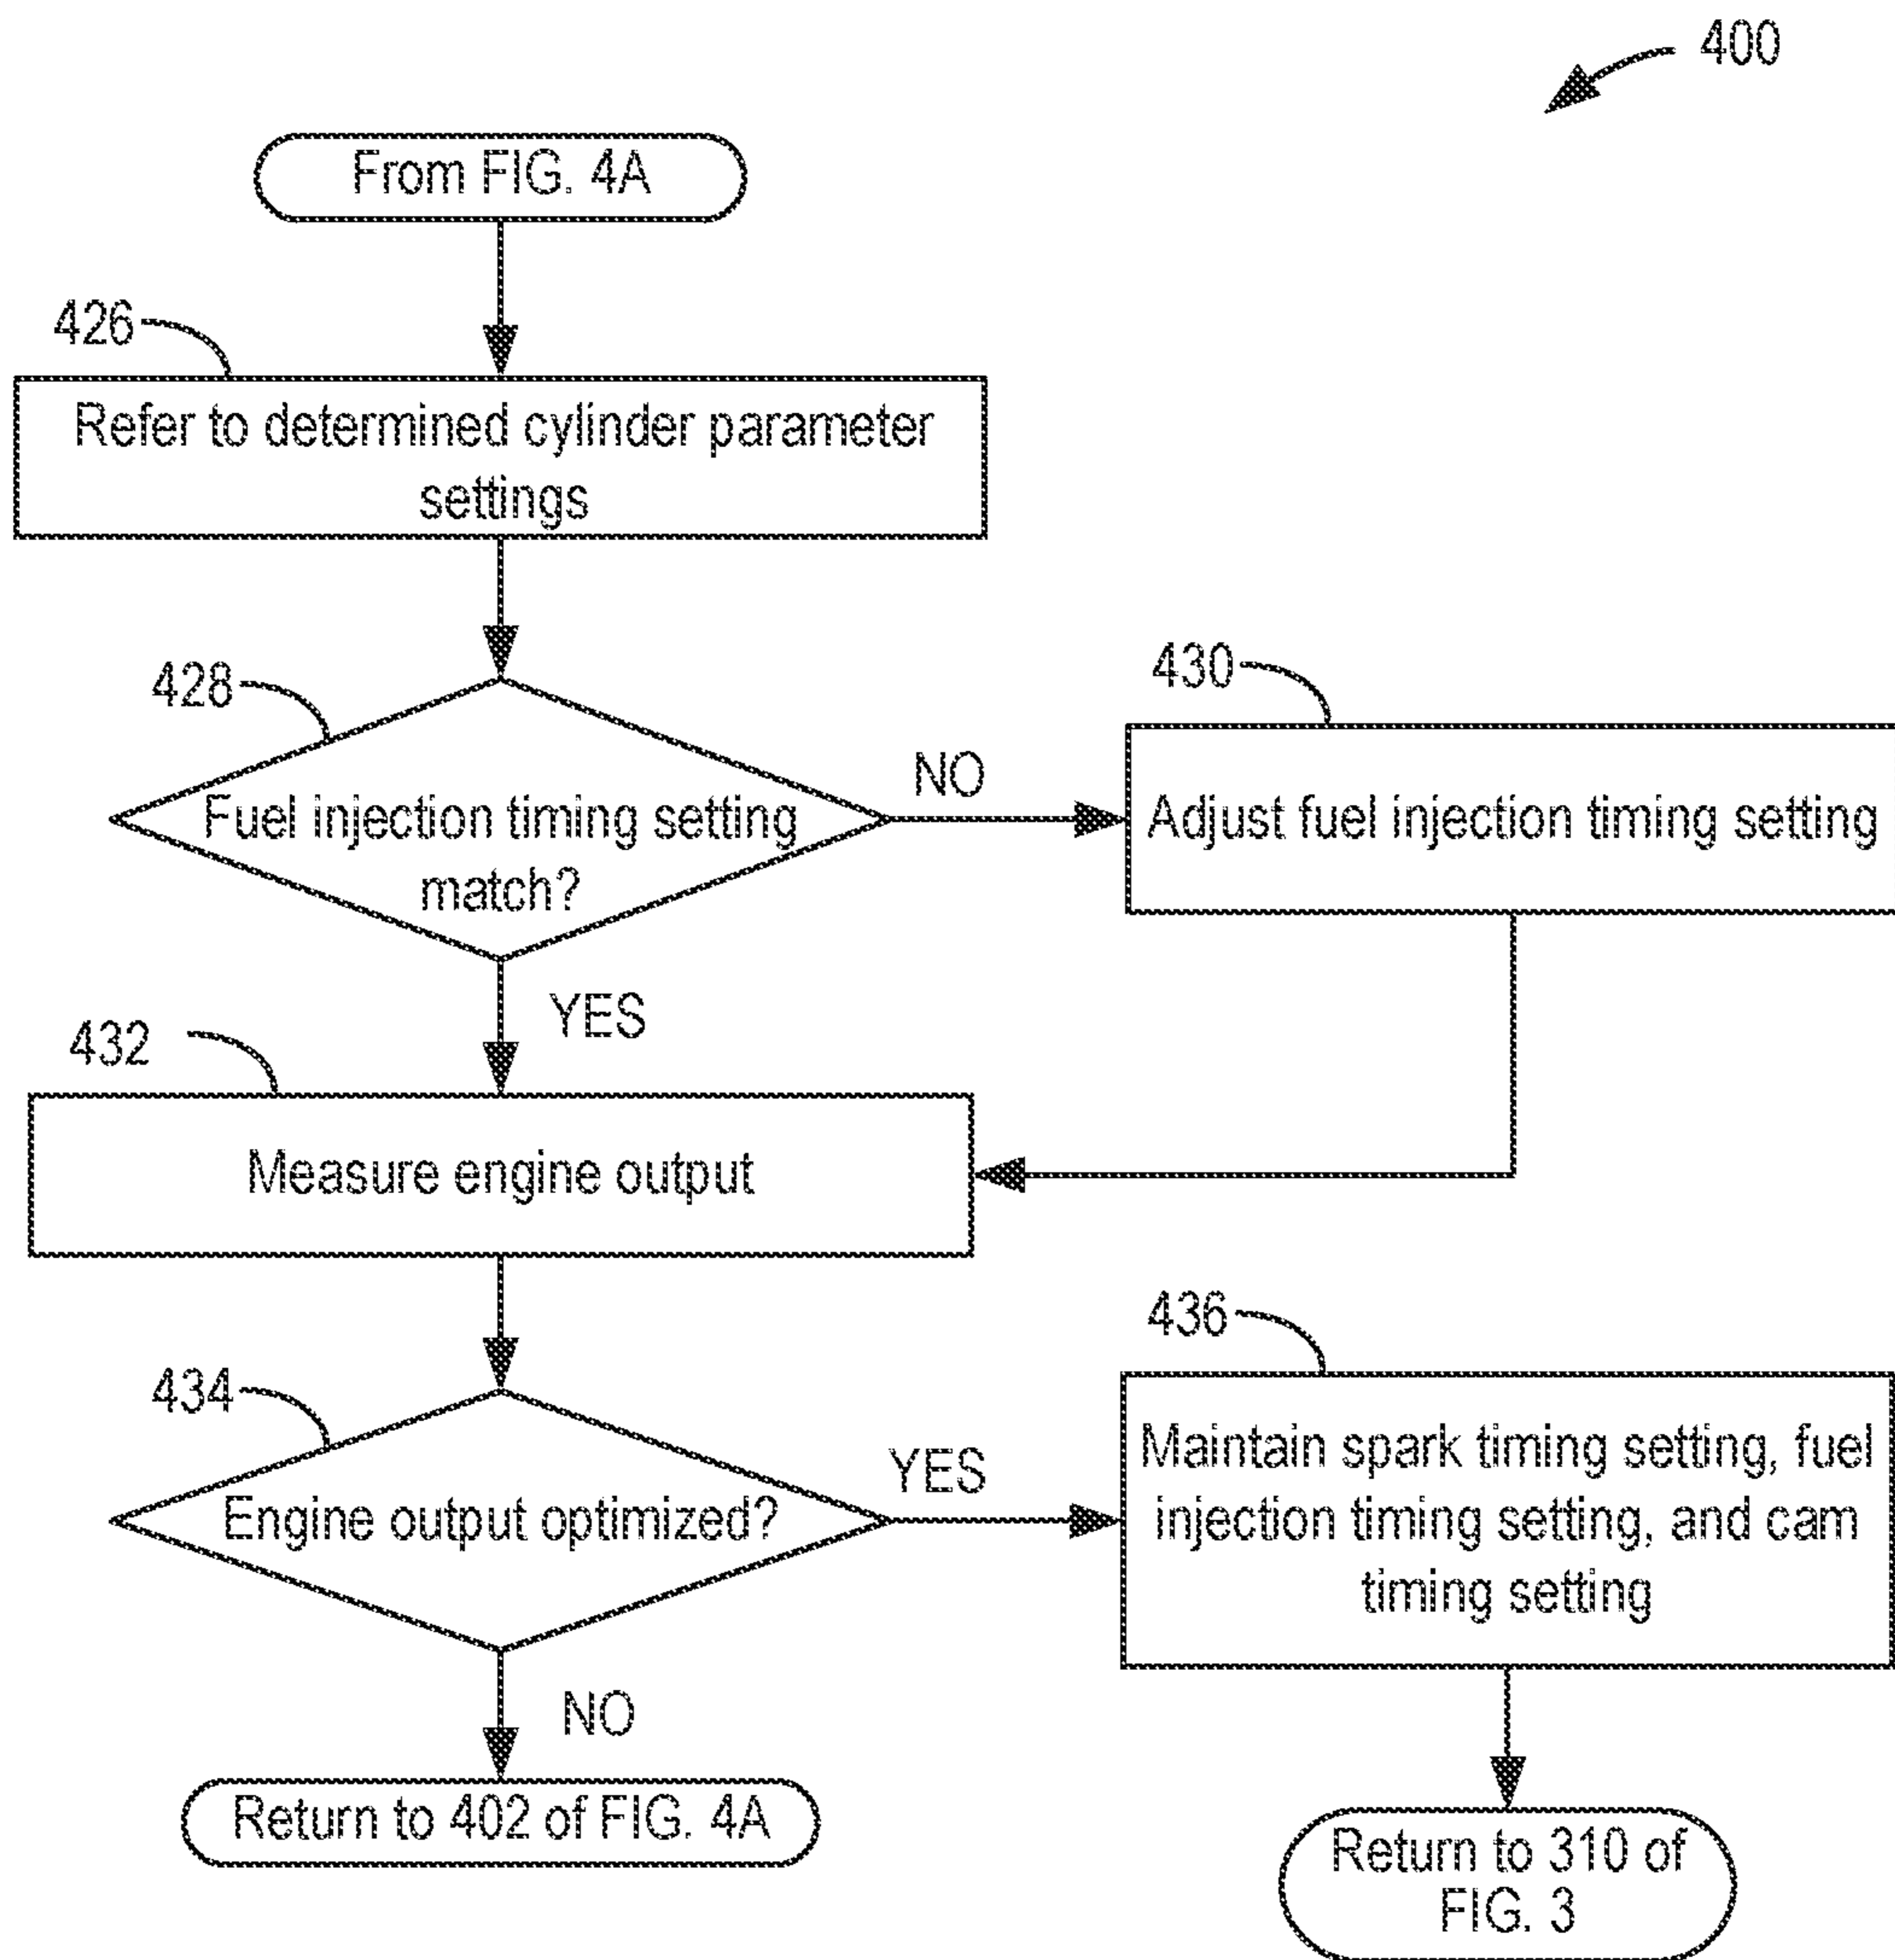 400
From FIG. 4A
426
Refer to determined cylinder parameter
settings
428
430
Fuel injection timing setting
match?
NO
Adjust fuel injection timing setting
YES
432
Measure engine output
434
436
Engine output optimized?
YES
Maintain spark timing setting, fuel
injection timing setting, and cam
timing setting
NO
Return to 402 of FIG. 4A
Return to 310 of
FIG. 3